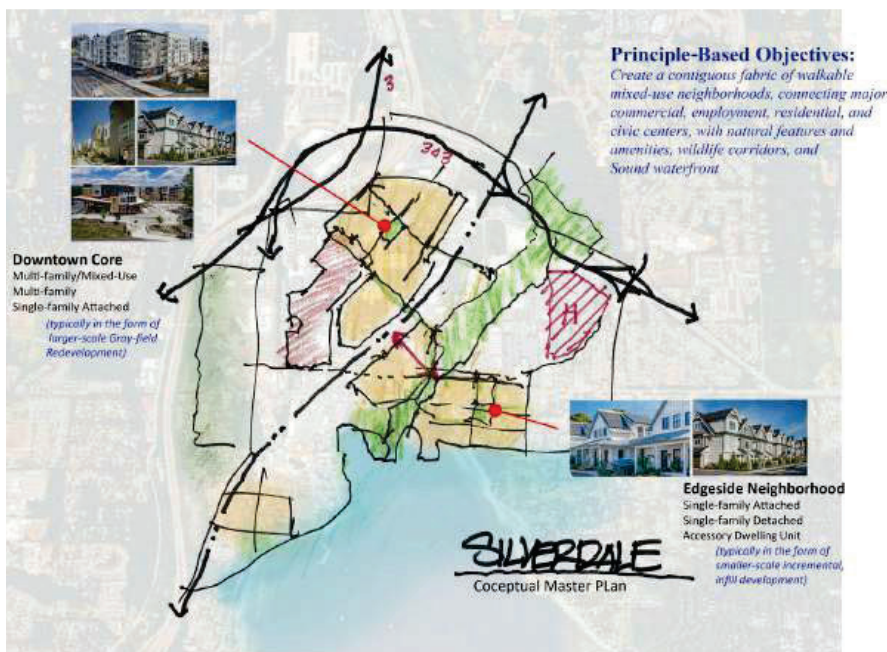 Principle-Based Objectives:
Create a contiguous fabric of walkable
mixed-use neighborhoods, connecting major
commercial, employment, residential, and
civic centers, with natural features and
amenities, wildlife corridors, and
Sound waterfront
3
303
Downtown Core
Multi-family/Mixed-Use
Multi-family
Single-family Attached
(typically in the form of
larger-scale Gray-field
Redevelopment)
H
Edgeside Neighborhood
Single-family Attached
Single-family Detached
Accessory Dwelling Unit
(typically in the form of
smaller-scale incremental,
infill development)
SILVERDALE
Coceptual Master PLan